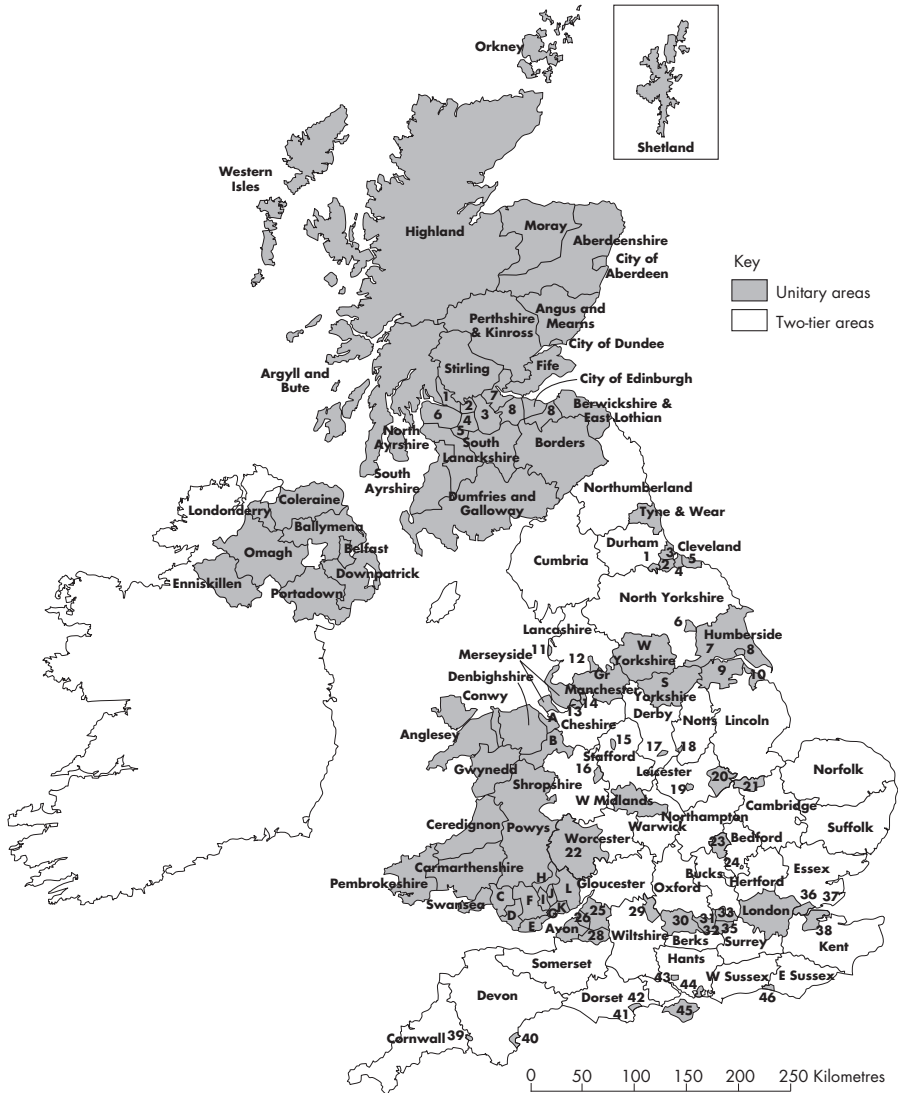 Orkney
Shetland
Western
Isles
Highland
Moray
Aberdeenshire
City of
Aberdeen
Key
Unitary areas
Two-tier areas
Perthshire
& Kinross
Angus and
Mearns
City of Dundee
Argyll and
Bute
Stirling
Fife
City of Edinburgh
1
2
7
6
4
3
8
8
Berwickshire &
East Lothian
5
North
Ayrshire
South
Lanarkshire
Borders
South
Ayrshire
Dumfries and
Galloway
Northumberland
Tyne & Wear
Londonderry
Coleraine
Ballymena
Omagh
Belfast
Downpatrick
Enniskillen
Portadown
Cumbria
Durham
Cleveland
1
3
5
2
4
North Yorkshire
6
Humberside
7
8
9
10
Lancashire
11
12
W
Yorkshire
Merseyside
Gr
Manchester
S
Yorkshire
Denbighshire
14
13
Conwy
Anglesey
A
B
Cheshire
Derby
Notts
Lincoln
15
Stafford
17
18
16
Gwynedd
Shropshire
Leicester
19
20
21
Norfolk
W Midlands
Northampton
Cambridge
Ceredignon
Powys
Worcester
22
Warwick
23
Bedford
Suffolk
Carmarthenshire
24
Bucks
Hertford
Essex
Pembrokeshire
Swansea
H
C
F
I
J
L
D
G
K
E
Gloucester
Oxford
36
37
London
Avon
26
25
28
29
30
31
33
32
35
38
Wiltshire
Berks
Surrey
Kent
Somerset
Hants
43
44
W Sussex
E Sussex
46
Devon
Dorset
42
41
45
Cornwall
39
40
0 50 100 150 200 250 Kilometres